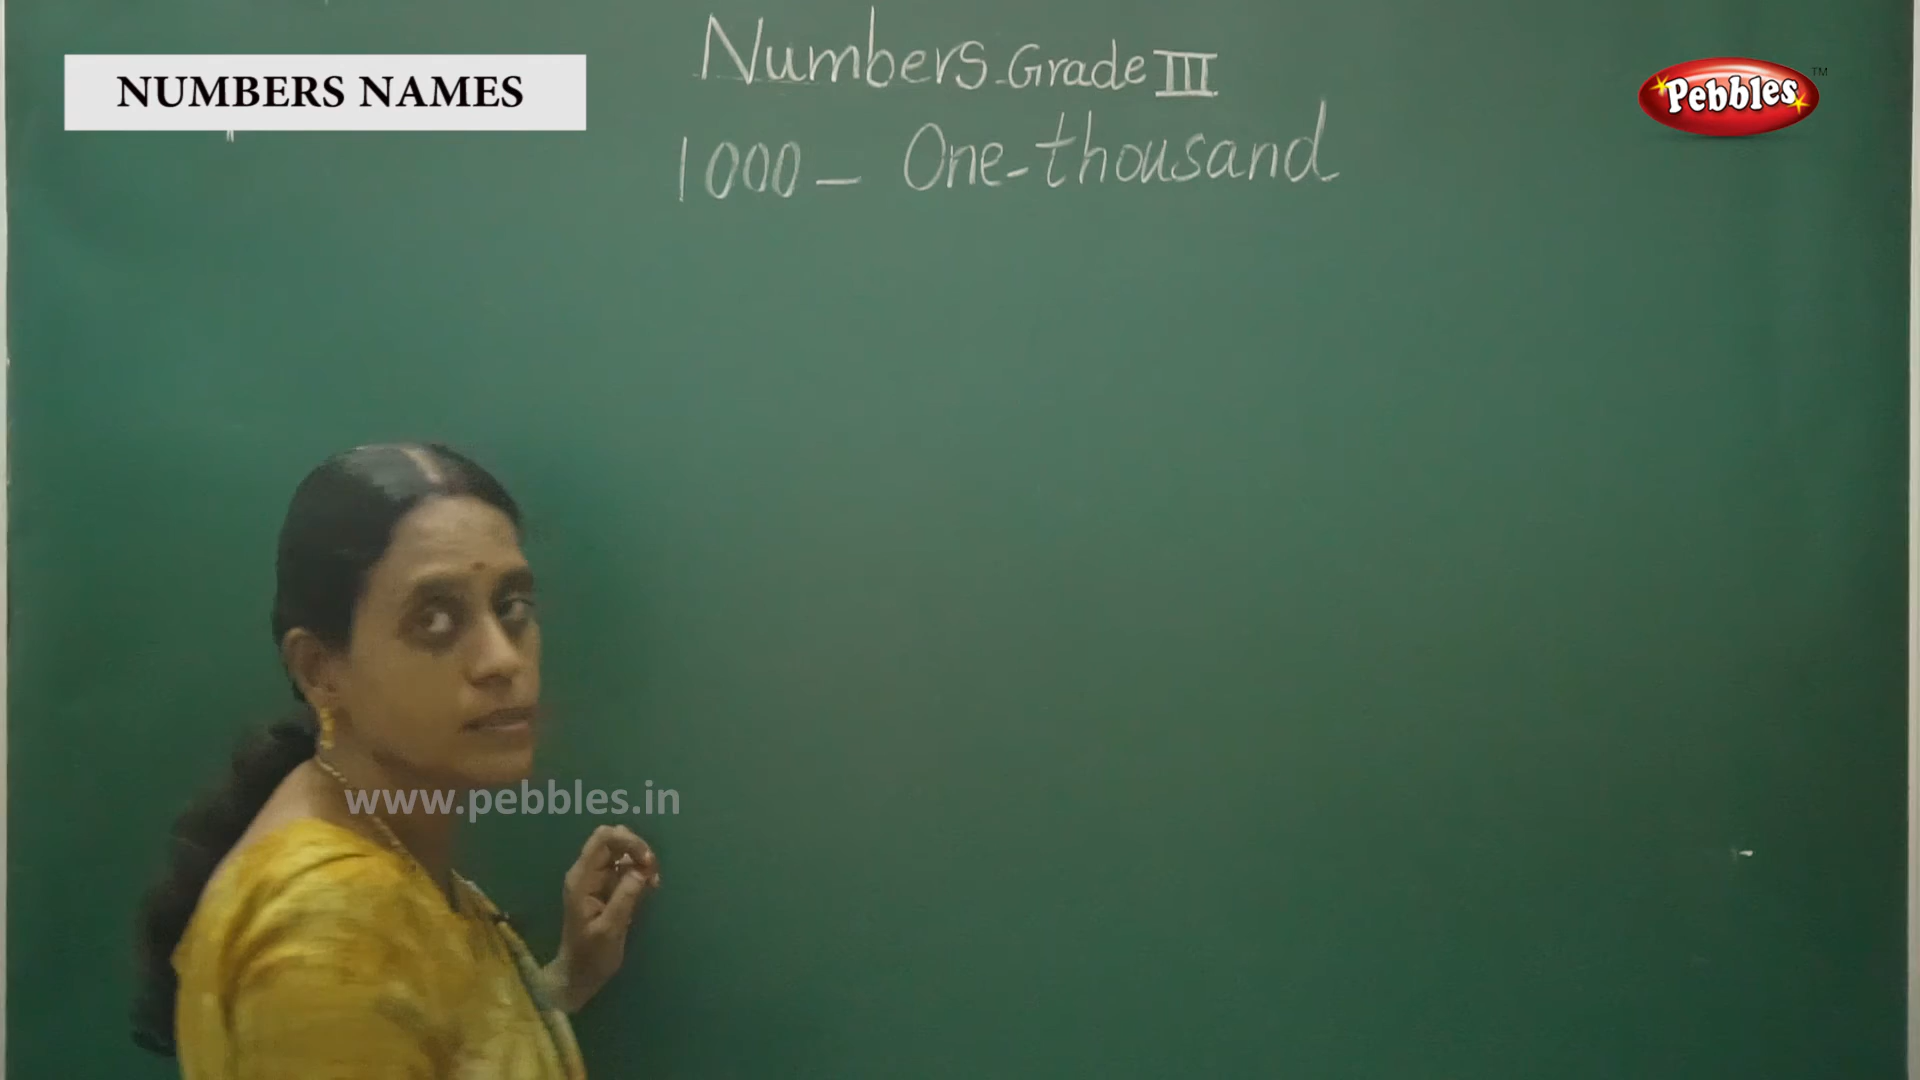 NUMBERS NAMES
Numbers-Grade III
Pebbles TM
1000 - One-thousand
www.pebbles.in